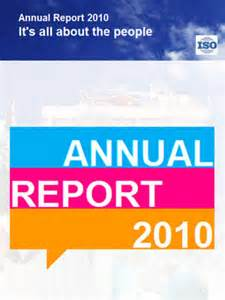 Annual Report 2010
It's all about the people
ISO
ANNUAL
REPORT
2010